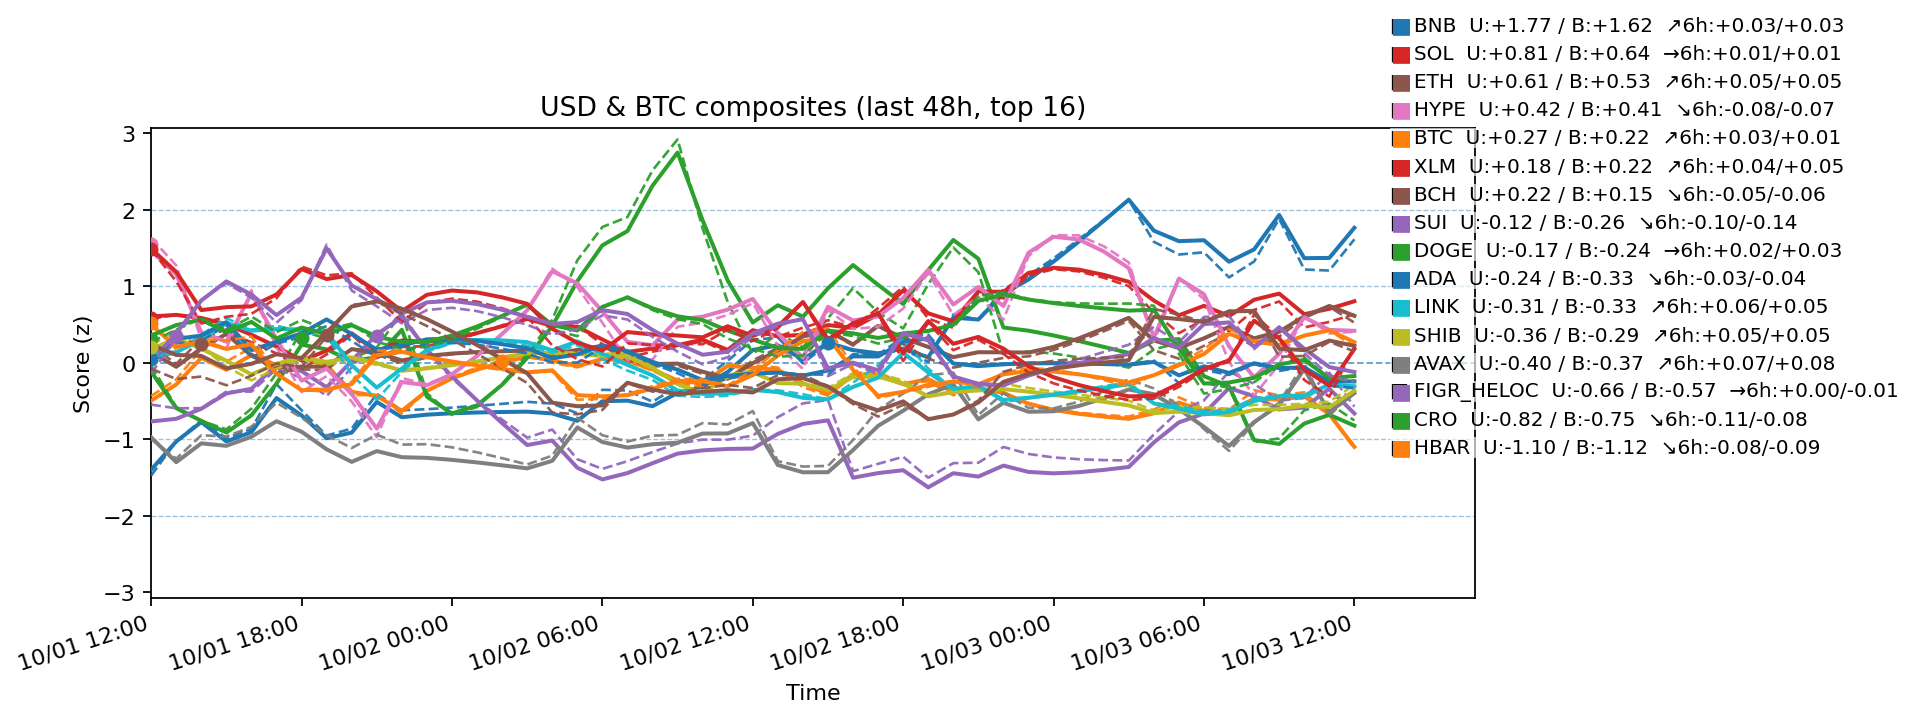 BNB  U:+1.77 / B:+1.62  ↗6h:+0.03/+0.03
SOL  U:+0.81 / B:+0.64  →6h:+0.01/+0.01
ETH  U:+0.61 / B:+0.53  ↗6h:+0.05/+0.05
HYPE  U:+0.42 / B:+0.41  ↘6h:-0.08/-0.07
BTC  U:+0.27 / B:+0.22  ↗6h:+0.03/+0.01
XLM  U:+0.18 / B:+0.22  ↗6h:+0.04/+0.05
BCH  U:+0.22 / B:+0.15  ↘6h:-0.05/-0.06
SUI  U:-0.12 / B:-0.26  ↘6h:-0.10/-0.14
DOGE  U:-0.17 / B:-0.24  →6h:+0.02/+0.03
ADA  U:-0.24 / B:-0.33  ↘6h:-0.03/-0.04
LINK  U:-0.31 / B:-0.33  ↗6h:+0.06/+0.05
SHIB  U:-0.36 / B:-0.29  ↗6h:+0.05/+0.05
AVAX  U:-0.40 / B:-0.37  ↗6h:+0.07/+0.08
FIGR_HELOC  U:-0.66 / B:-0.57  →6h:+0.00/-0.01
CRO  U:-0.82 / B:-0.75  ↘6h:-0.11/-0.08
HBAR  U:-1.10 / B:-1.12  ↘6h:-0.08/-0.09
USD & BTC composites (last 48h, top 16)
3
2
1
0
−1
−2
−3
Score (z)
10/01 12:00
10/01 18:00
10/02 00:00
10/02 06:00
10/02 12:00
10/02 18:00
10/03 00:00
10/03 06:00
10/03 12:00
Time